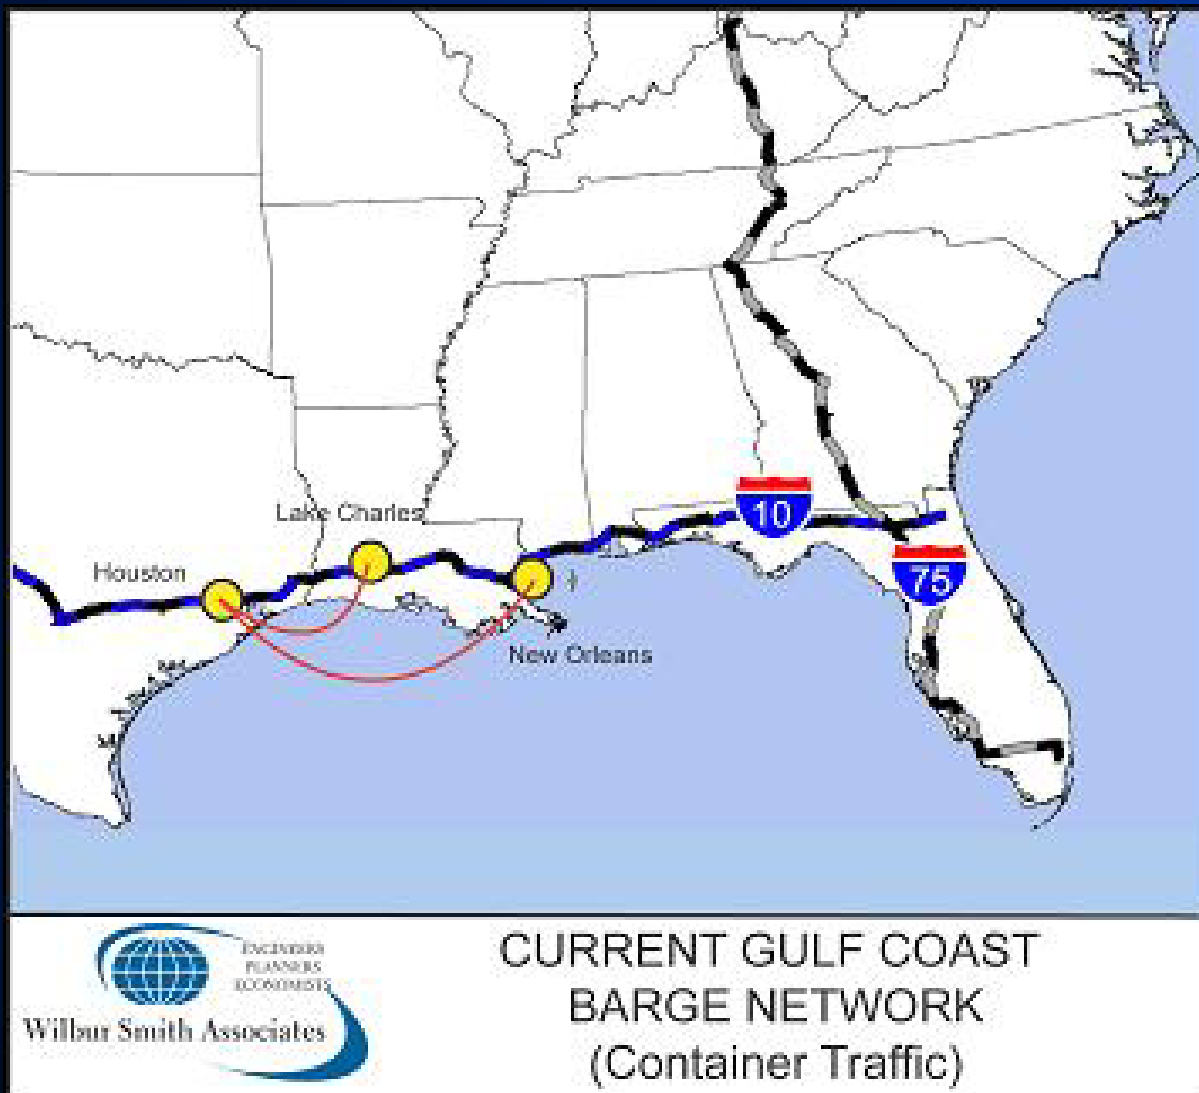 Lake Charles
10
Houston
75
New Orleans
ENGINEERS
PLANNERS
ECONOMISTS
Wilbur Smith Associates
CURRENT GULF COAST
BARGE NETWORK
(Container Traffic)